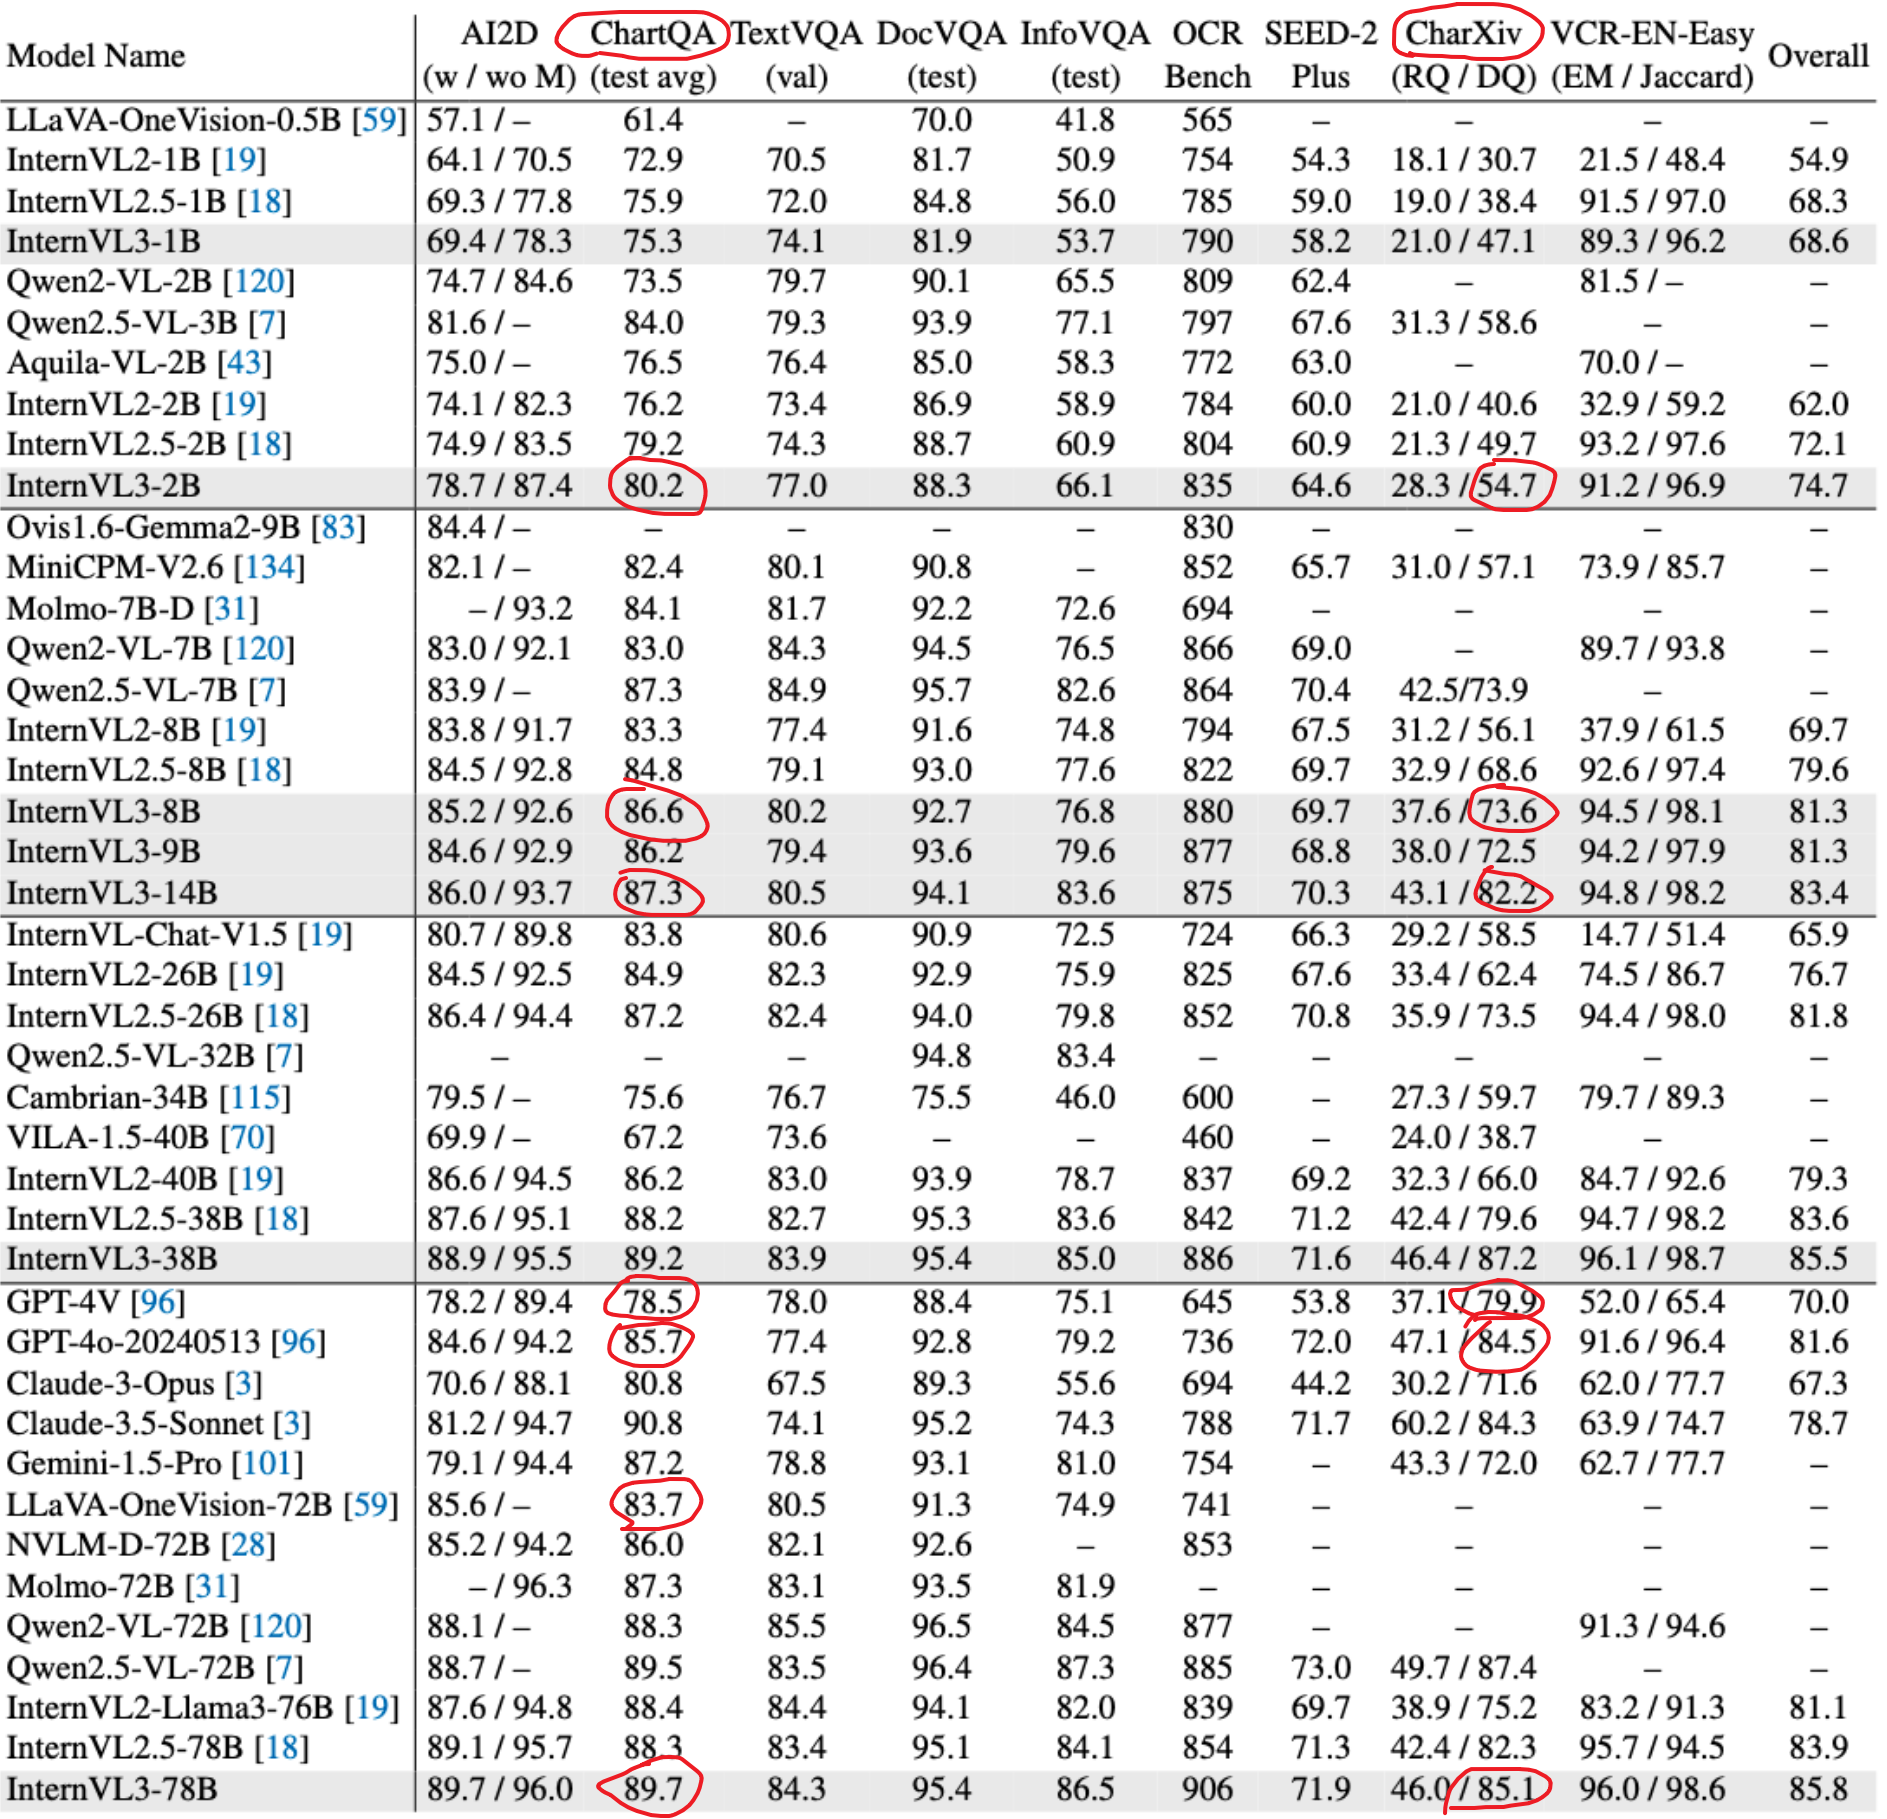 Model Name AI2D ChartQA TextVQA DocVQA InfoVQA OCR SEED-2 CharXiv VCR-EN-Easy Overall
(w / wo M) (test avg) (val) (test) (test) Bench Plus (RQ / DQ) (EM / Jaccard)
LLaVA-OneVision-0.5B [59] 57.1 / – 61.4 – 70.0 41.8 565 – – – –
InternVL2-1B [19] 64.1 / 70.5 72.9 70.5 81.7 50.9 754 54.3 18.1 / 30.7 21.5 / 48.4 54.9
InternVL2.5-1B [18] 69.3 / 77.8 75.9 72.0 84.8 56.0 785 59.0 19.0 / 38.4 91.5 / 97.0 68.3
InternVL3-1B 69.4 / 78.3 75.3 74.1 81.9 53.7 790 58.2 21.0 / 47.1 89.3 / 96.2 68.6
Qwen2-VL-2B [120] 74.7 / 84.6 73.5 79.7 90.1 65.5 809 62.4 – 81.5 / – –
Qwen2.5-VL-3B [7] 81.6 / – 84.0 79.3 93.9 77.1 797 67.6 31.3 / 58.6 – –
Aquila-VL-2B [43] 75.0 / – 76.5 76.4 85.0 58.3 772 63.0 – 70.0 / – –
InternVL2-2B [19] 74.1 / 82.3 76.2 73.4 86.9 58.9 784 60.0 21.0 / 40.6 32.9 / 59.2 62.0
InternVL2.5-2B [18] 74.9 / 83.5 79.2 74.3 88.7 60.9 804 60.9 21.3 / 49.7 93.2 / 97.6 72.1
InternVL3-2B 78.7 / 87.4 80.2 77.0 88.3 66.1 835 64.6 28.3 / 54.7 91.2 / 96.9 74.7
Ovis1.6-Gemma2-9B [83] 84.4 / – – – – – 830 – – – –
MiniCPM-V2.6 [134] 82.1 / – 82.4 80.1 90.8 – 852 65.7 31.0 / 57.1 73.9 / 85.7 –
Molmo-7B-D [31] – / 93.2 84.1 81.7 92.2 72.6 694 – – – –
Qwen2-VL-7B [120] 83.0 / 92.1 83.0 84.3 94.5 76.5 866 69.0 – 89.7 / 93.8 –
Qwen2.5-VL-7B [7] 83.9 / – 87.3 84.9 95.7 82.6 864 70.4 42.5/73.9 – –
InternVL2-8B [19] 83.8 / 91.7 83.3 77.4 91.6 74.8 794 67.5 31.2 / 56.1 37.9 / 61.5 69.7
InternVL2.5-8B [18] 84.5 / 92.8 84.8 79.1 93.0 77.6 822 69.7 32.9 / 68.6 92.6 / 97.4 79.6
InternVL3-8B 85.2 / 92.6 86.6 80.2 92.7 76.8 880 69.7 37.6 / 73.6 94.5 / 98.1 81.3
InternVL3-9B 84.6 / 92.9 86.2 79.4 93.6 79.6 877 68.8 38.0 / 72.5 94.2 / 97.9 81.3
InternVL3-14B 86.0 / 93.7 87.3 80.5 94.1 83.6 875 70.3 43.1 / 82.2 94.8 / 98.2 83.4
InternVL-Chat-V1.5 [19] 80.7 / 89.8 83.8 80.6 90.9 72.5 724 66.3 29.2 / 58.5 14.7 / 51.4 65.9
InternVL2-26B [19] 84.5 / 92.5 84.9 82.3 92.9 75.9 825 67.6 33.4 / 62.4 74.5 / 86.7 76.7
InternVL2.5-26B [18] 86.4 / 94.4 87.2 82.4 94.0 79.8 852 70.8 35.9 / 73.5 94.4 / 98.0 81.8
Qwen2.5-VL-32B [7] – – – 94.8 83.4 – – – – –
Cambrian-34B [115] 79.5 / – 75.6 76.7 75.5 46.0 600 – 27.3 / 59.7 79.7 / 89.3 –
VILA-1.5-40B [70] 69.9 / – 67.2 73.6 – – 460 – 24.0 / 38.7 – –
InternVL2-40B [19] 86.6 / 94.5 86.2 83.0 93.9 78.7 837 69.2 32.3 / 66.0 84.7 / 92.6 79.3
InternVL2.5-38B [18] 87.6 / 95.1 88.2 82.7 95.3 83.6 842 71.2 42.4 / 79.6 94.7 / 98.2 83.6
InternVL3-38B 88.9 / 95.5 89.2 83.9 95.4 85.0 886 71.6 46.4 / 87.2 96.1 / 98.7 85.5
GPT-4V [96] 78.2 / 89.4 78.5 78.0 88.4 75.1 645 53.8 37.1 / 79.9 52.0 / 65.4 70.0
GPT-4o-20240513 [96] 84.6 / 94.2 85.7 77.4 92.8 79.2 736 72.0 47.1 / 84.5 91.6 / 96.4 81.6
Claude-3-Opus [3] 70.6 / 88.1 80.8 67.5 89.3 55.6 694 44.2 30.2 / 71.6 62.0 / 77.7 67.3
Claude-3.5-Sonnet [3] 81.2 / 94.7 90.8 74.1 95.2 74.3 788 71.7 60.2 / 84.3 63.9 / 74.7 78.7
Gemini-1.5-Pro [101] 79.1 / 94.4 87.2 78.8 93.1 81.0 754 – 43.3 / 72.0 62.7 / 77.7 –
LLaVA-OneVision-72B [59] 85.6 / – 83.7 80.5 91.3 74.9 741 – – – –
NVLM-D-72B [28] 85.2 / 94.2 86.0 82.1 92.6 – 853 – – – –
Molmo-72B [31] – / 96.3 87.3 83.1 93.5 81.9 – – – – –
Qwen2-VL-72B [120] 88.1 / – 88.3 85.5 96.5 84.5 877 – – 91.3 / 94.6 –
Qwen2.5-VL-72B [7] 88.7 / – 89.5 83.5 96.4 87.3 885 73.0 49.7 / 87.4 – –
InternVL2-Llama3-76B [19] 87.6 / 94.8 88.4 84.4 94.1 82.0 839 69.7 38.9 / 75.2 83.2 / 91.3 81.1
InternVL2.5-78B [18] 89.1 / 95.7 88.3 83.4 95.1 84.1 854 71.3 42.4 / 82.3 95.7 / 94.5 83.9
InternVL3-78B 89.7 / 96.0 89.7 84.3 95.4 86.5 906 71.9 46.0 / 85.1 96.0 / 98.6 85.8